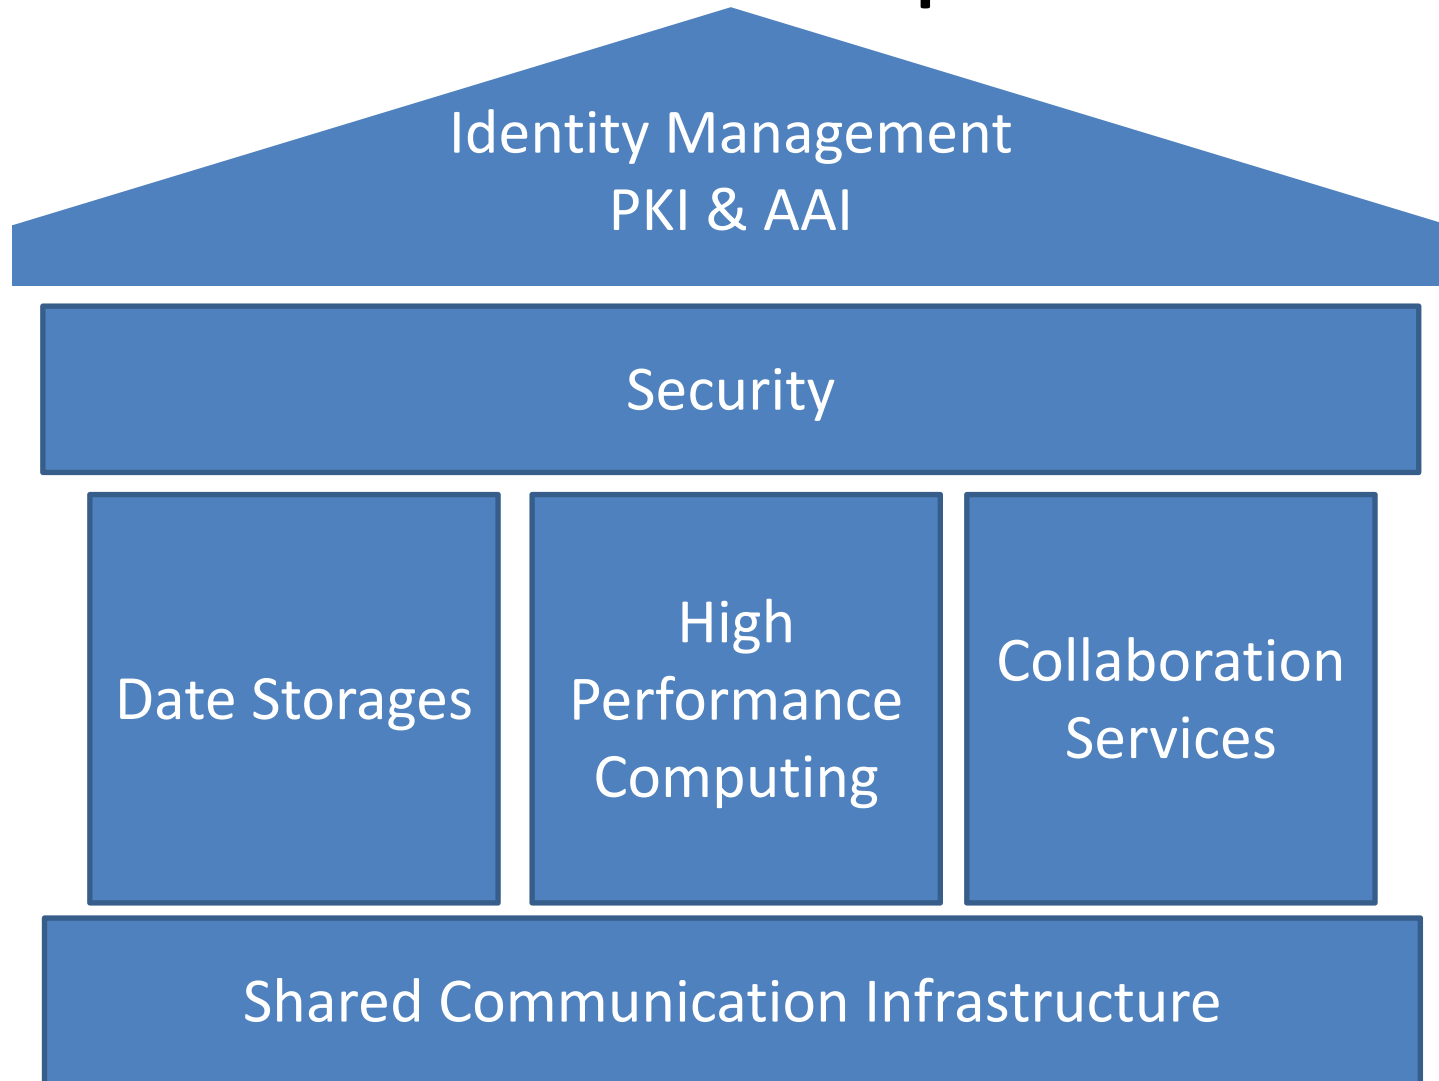 Identity Management
PKI & AAI
Security
Date Storages
High
Performance
Computing
Collaboration
Services
Shared Communication Infrastructure